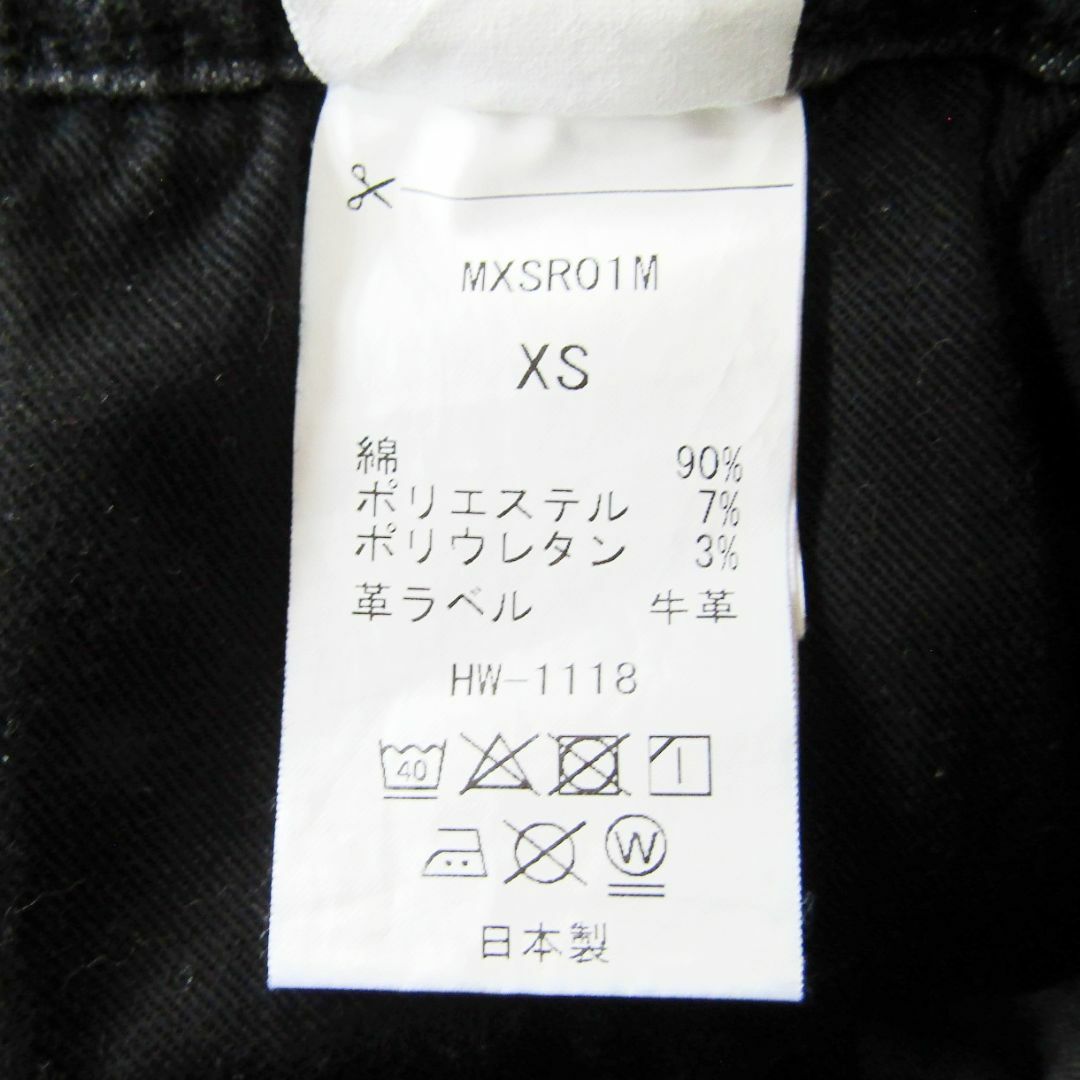 MXSR01M
XS
綿 90%
ポリエステル 7%
ポリウレタン 3%
革ラベル 牛革
HW-1118
40
W
日本製